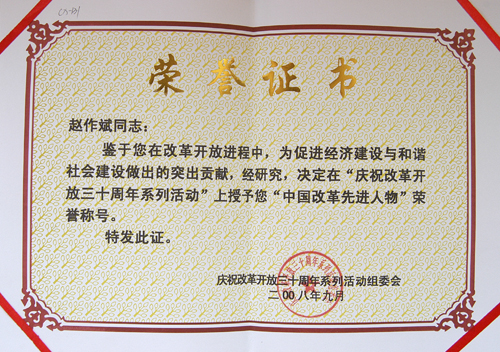 荣誉证书
赵作斌同志：
鉴于您在改革开放进程中，为促进经济建设与和谐
社会建设做出的突出贡献，经研究，决定在“庆祝改革开
放三十周年系列活动”上授予您“中国改革先进人物”荣
誉称号。
特发此证。
庆祝改革开放三十周年系列活动组委会
二00八年九月